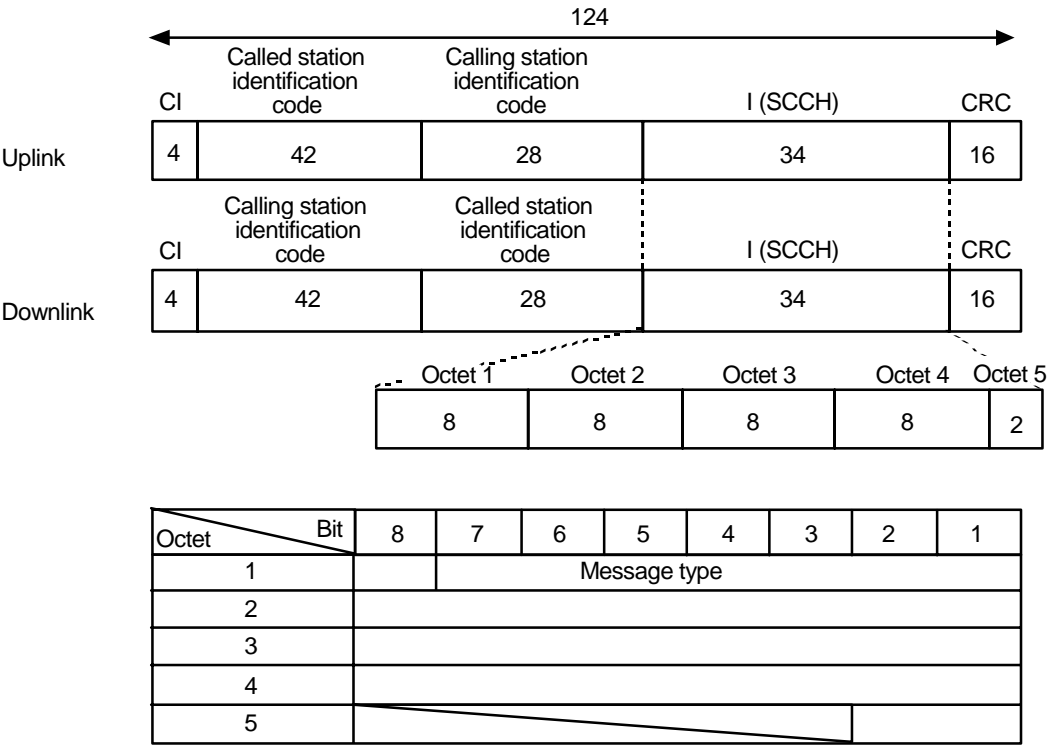 124
Called station
identification
code
Calling station
identification
code
CI
I (SCCH)
CRC
Uplink
4
42
28
34
16
Calling station
identification
code
Called station
identification
code
CI
I (SCCH)
CRC
Downlink
4
42
28
34
16
Octet 1
Octet 2
Octet 3
Octet 4
Octet 5
8
8
8
8
2
Octet
Bit
8
7
6
5
4
3
2
1
1
Message type
2
3
4
5